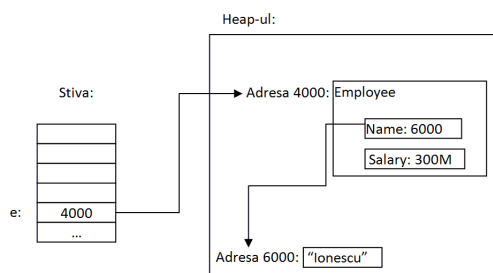 Heap-ul:
Stiva:
Adresa 4000:
Employee
Name: 6000
Salary: 300M
e:
4000
...
Adresa 6000:
“Ionescu”